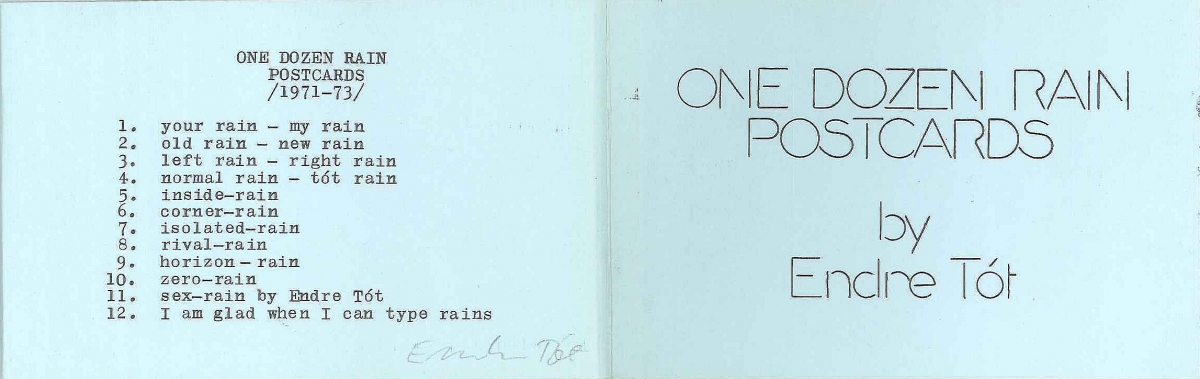 ONE DOZEN RAIN
POSTCARDS
/1971-73/
1. your rain - my rain
2. old rain - new rain
3. left rain - right rain
4. normal rain - tót rain
5. inside-rain
6. corner-rain
7. isolated-rain
8. rival-rain
9. horizon - rain
10. zero-rain
11. sex-rain by Endre Tót
12. I am glad when I can type rains
Endre Tót
ONE DOZEN RAIN
POSTCARDS
by
Endre Tót